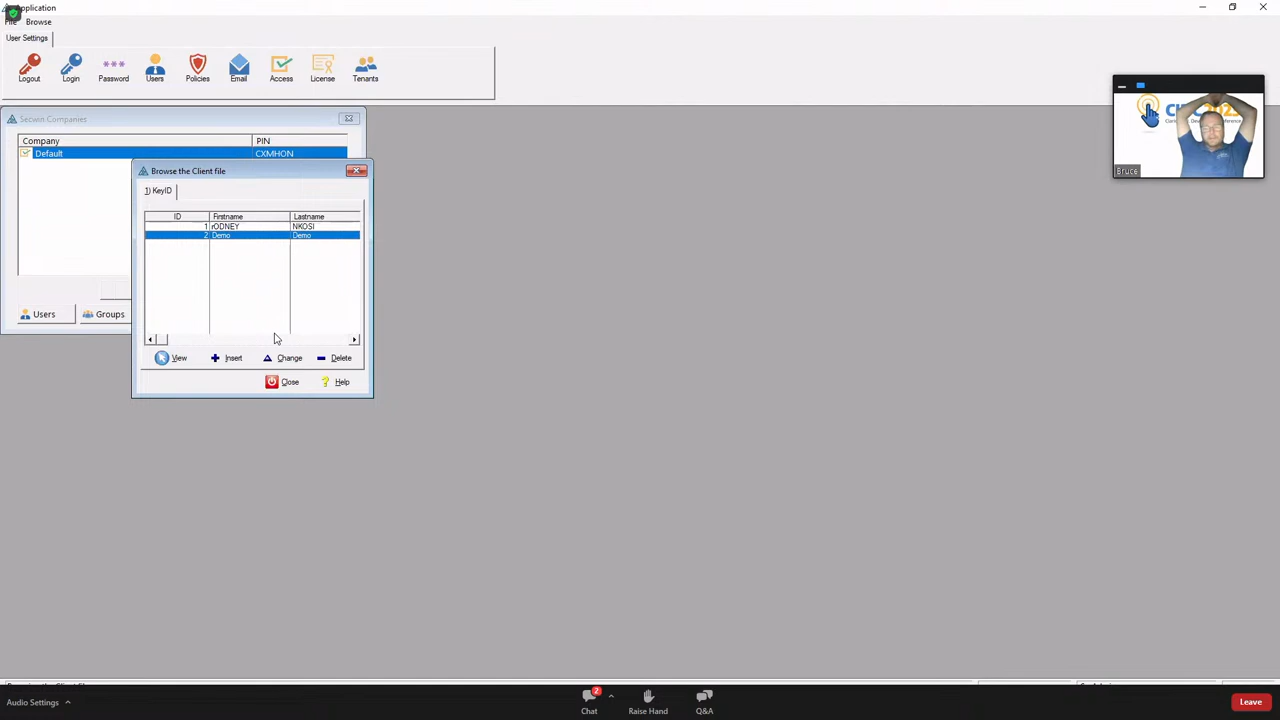 Application
File Browse
User Settings
Logout Login Password Users Policies Email Access License Tenants
Secwin Companies
Company PIN
Default CXMHON
Users Groups
Browse the Client file
1) KeyID
ID Firstname Lastname
1 rODNEY NKOSI
2 Demo Demo
View Insert Change Delete
Close Help
Bruce
Audio Settings
2
Chat Raise Hand Q&A
Leave